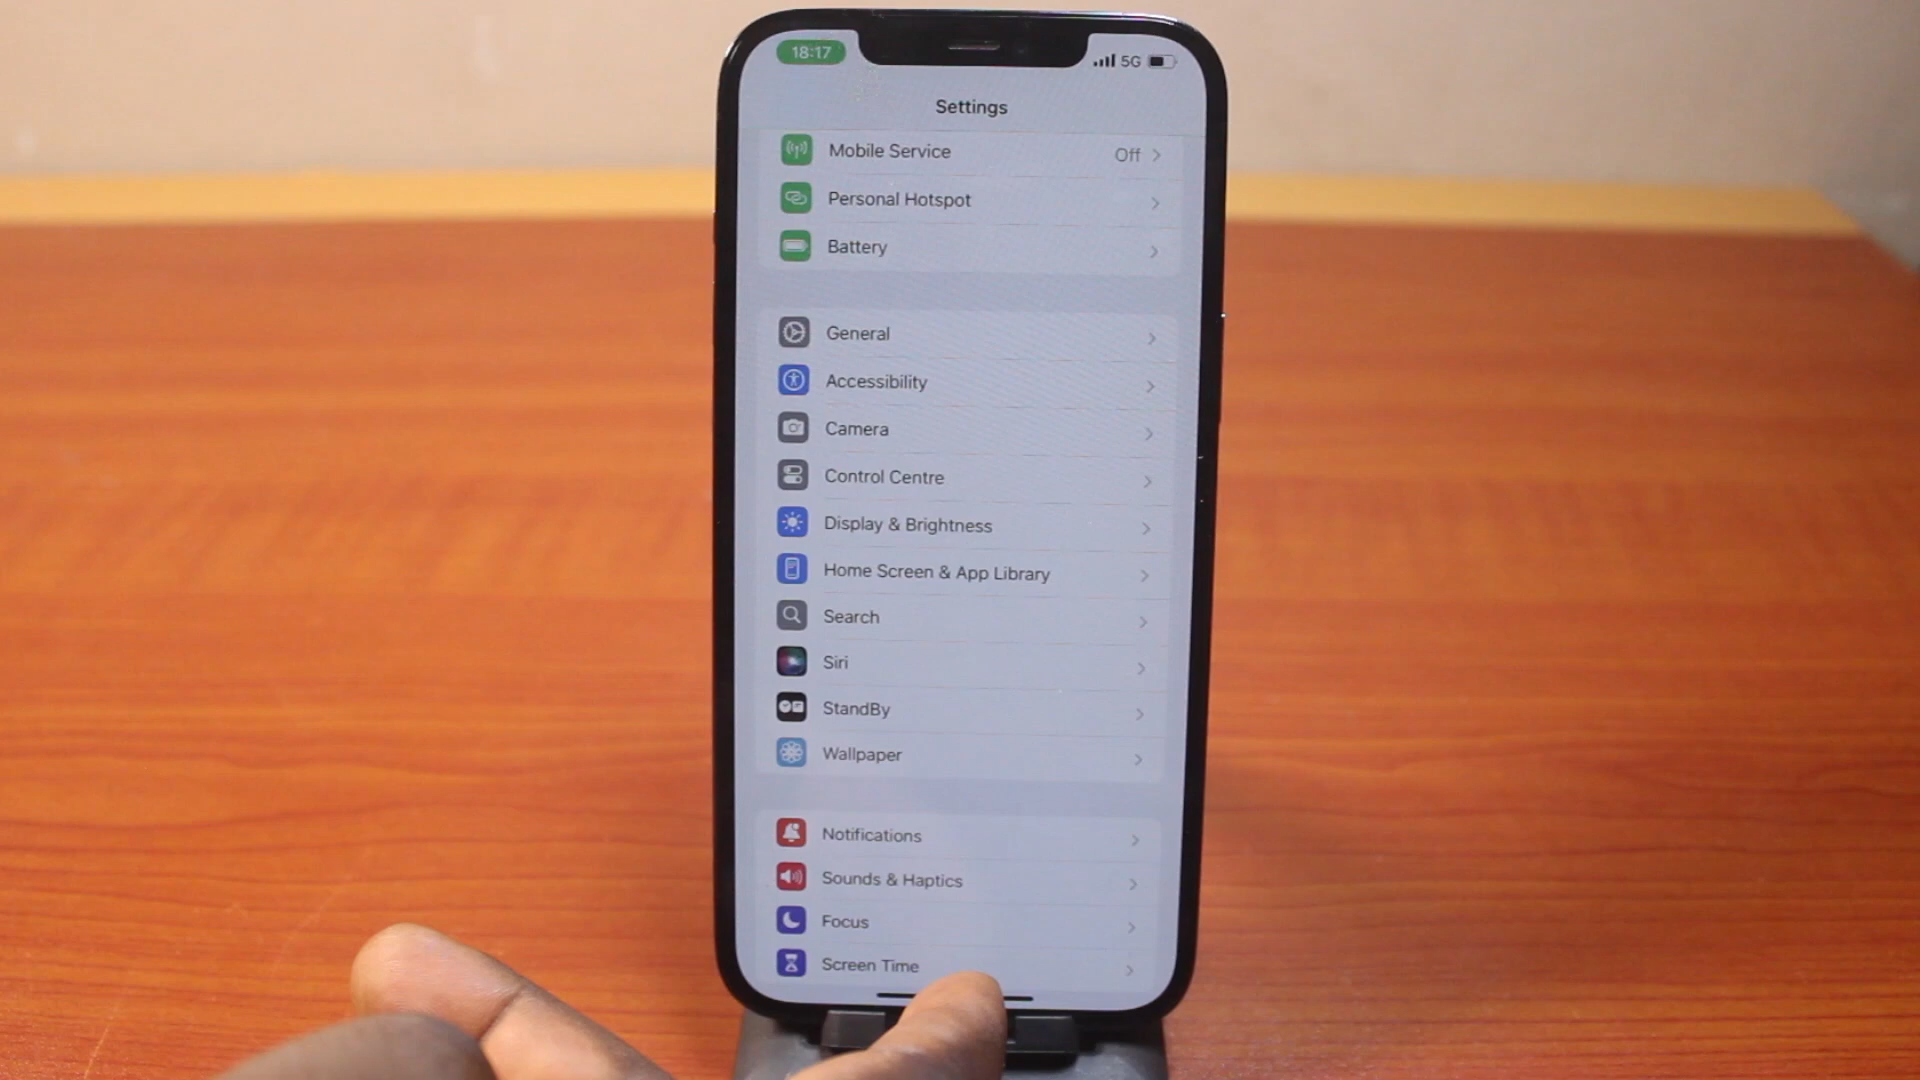 18:17
5G
Settings
Mobile Service Off
Personal Hotspot
Battery
General
Accessibility
Camera
Control Centre
Display & Brightness
Home Screen & App Library
Search
Siri
StandBy
Wallpaper
Notifications
Sounds & Haptics
Focus
Screen Time